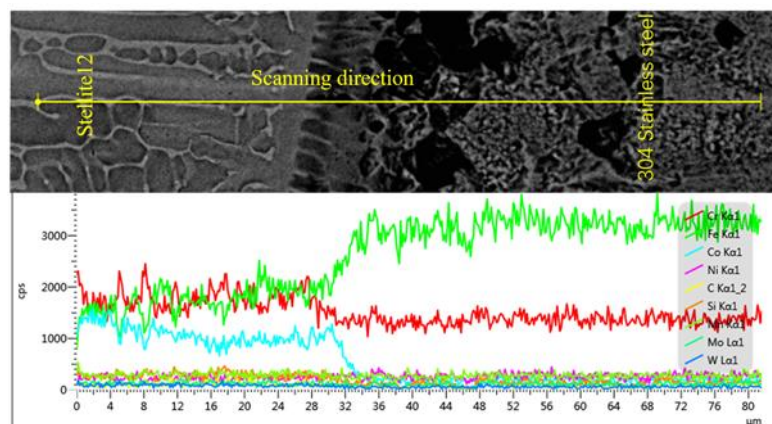 Stellite12
Scanning direction
304 Stainless steel
3000
2000
1000
0
cps
Cr Kα1
Fe Kα1
Co Kα1
Ni Kα1
C Kα1_2
Si Kα1
Mn Kα1
Mo Lα1
W Lα1
0 4 8 12 16 20 24 28 32 36 40 44 48 52 56 60 64 68 72 76 80
µm